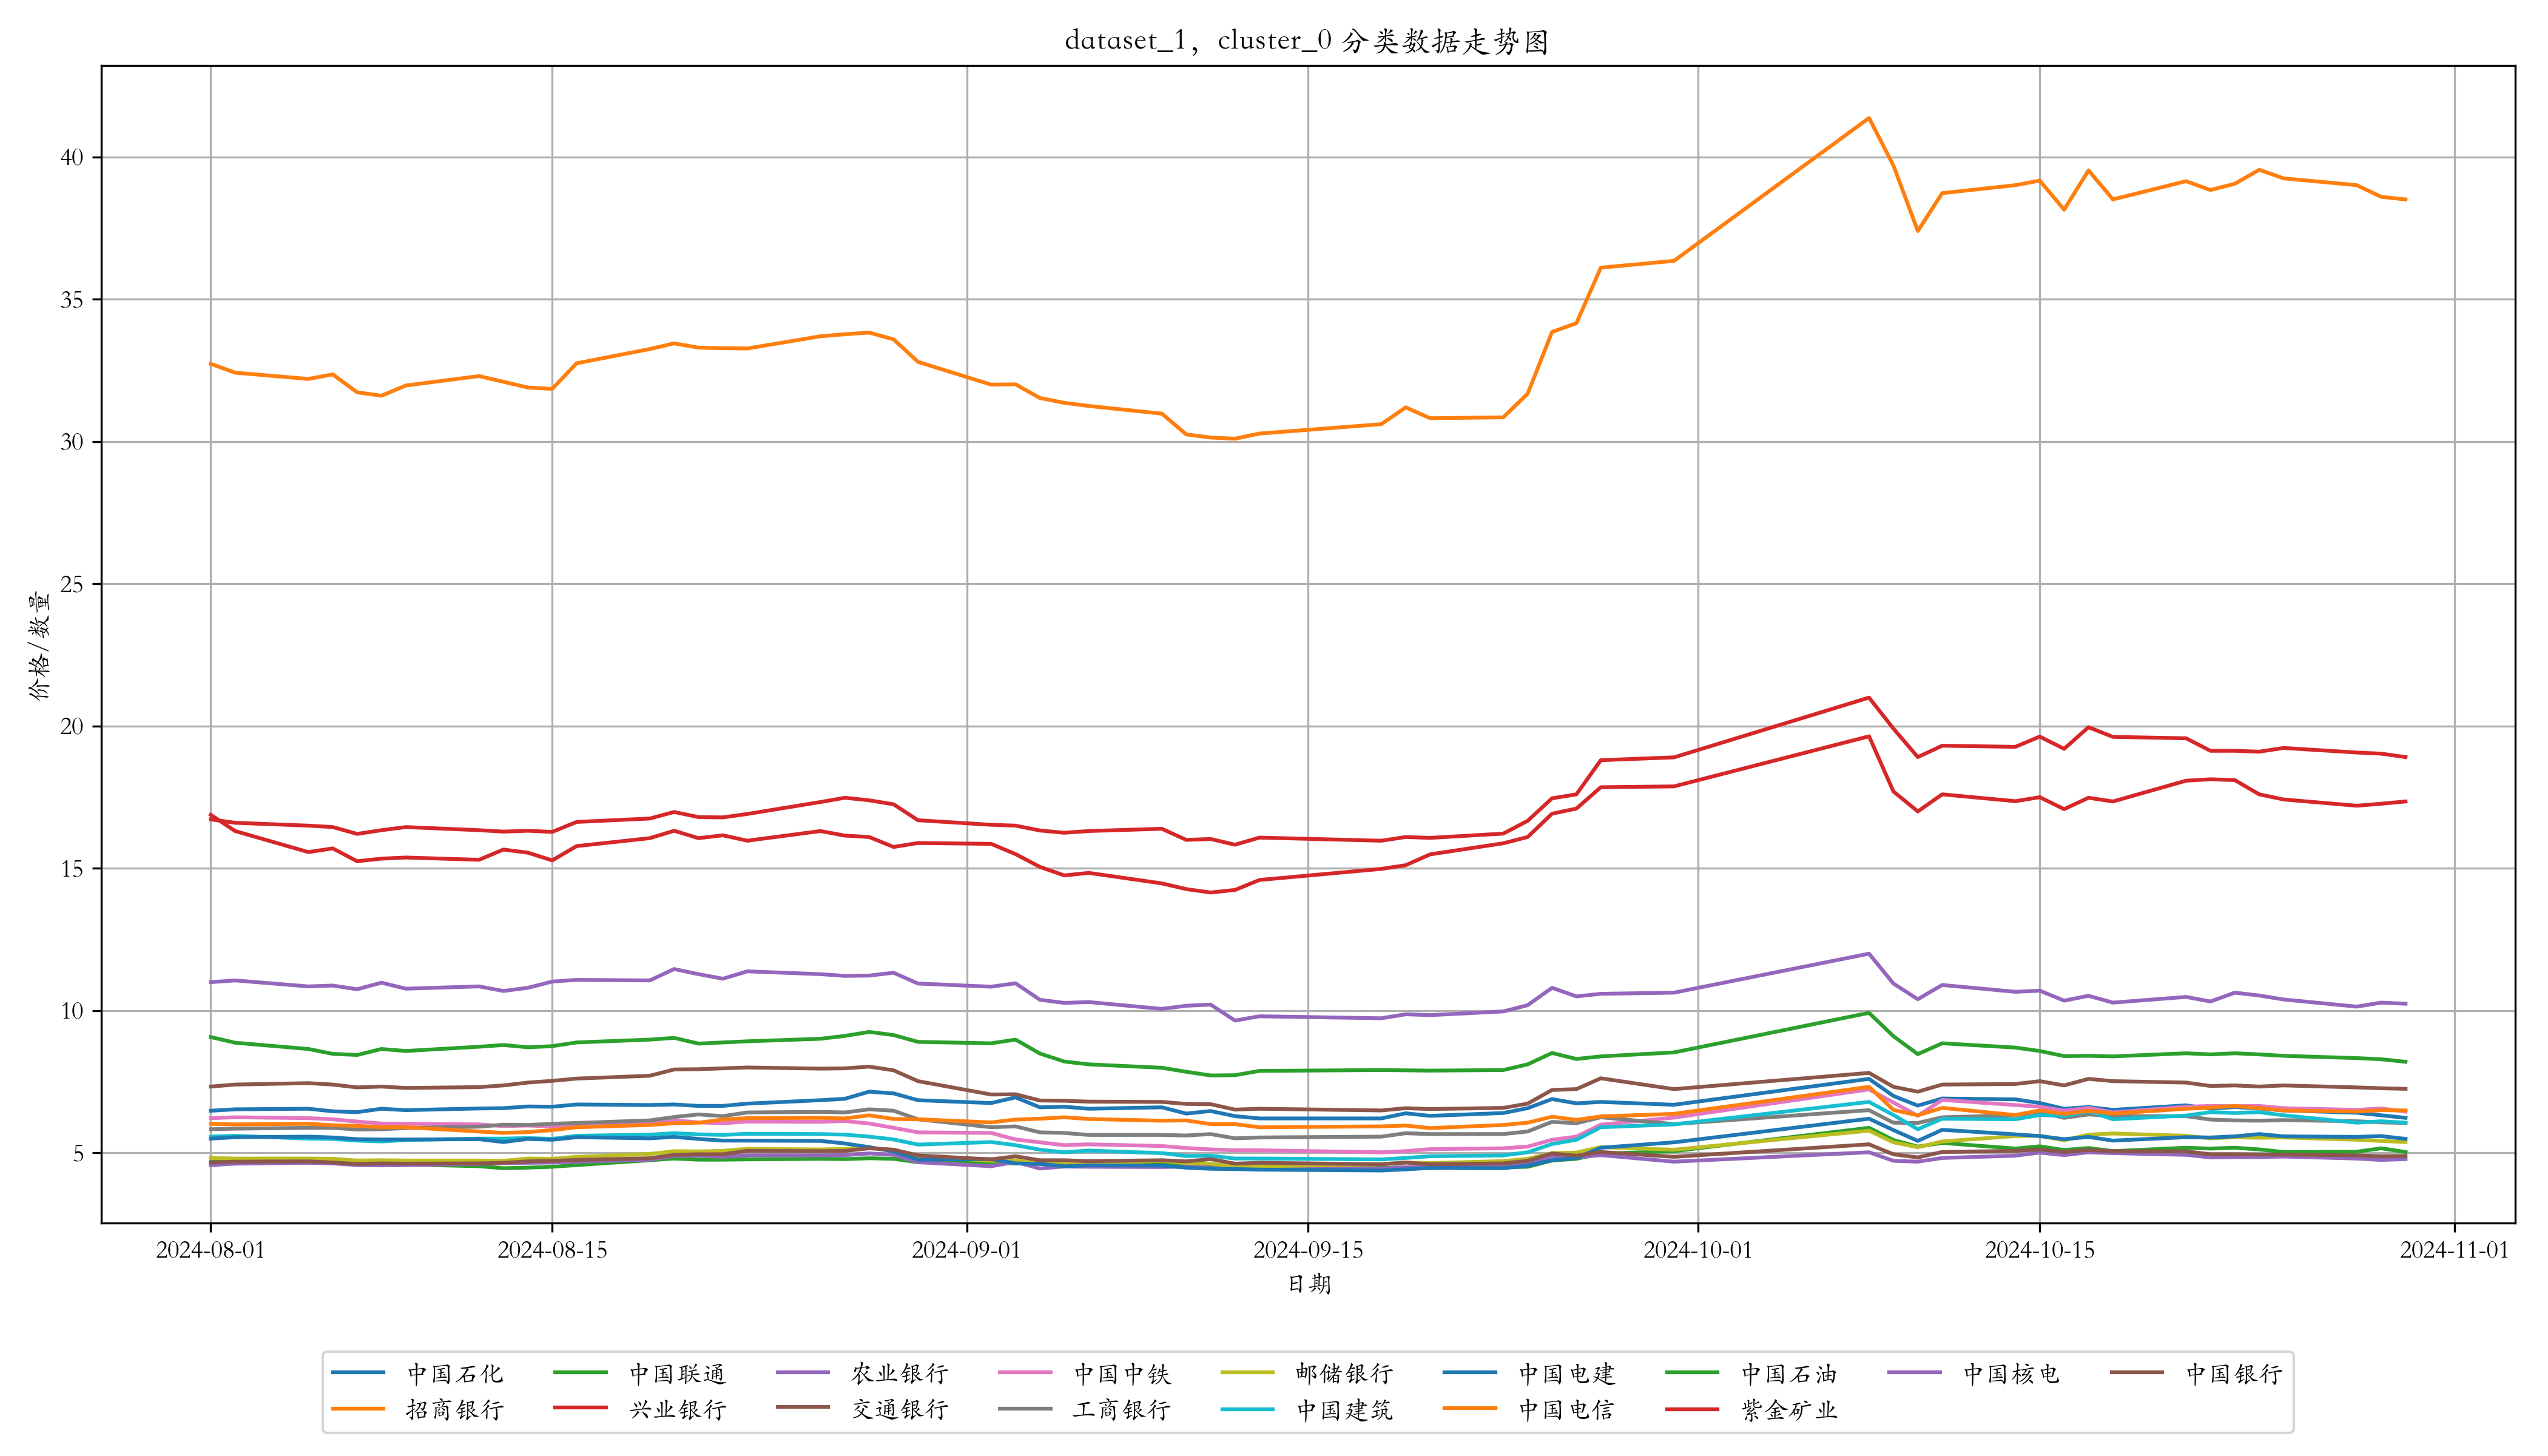 dataset_1，cluster_0 分类数据走势图
价格/数量
40
35
30
25
20
15
10
5
2024-08-01 2024-08-15 2024-09-01 2024-09-15 2024-10-01 2024-10-15 2024-11-01
日期
中国石化 中国联通 农业银行 中国中铁 邮储银行 中国电建 中国石油 中国核电 中国银行
招商银行 兴业银行 交通银行 工商银行 中国建筑 中国电信 紫金矿业